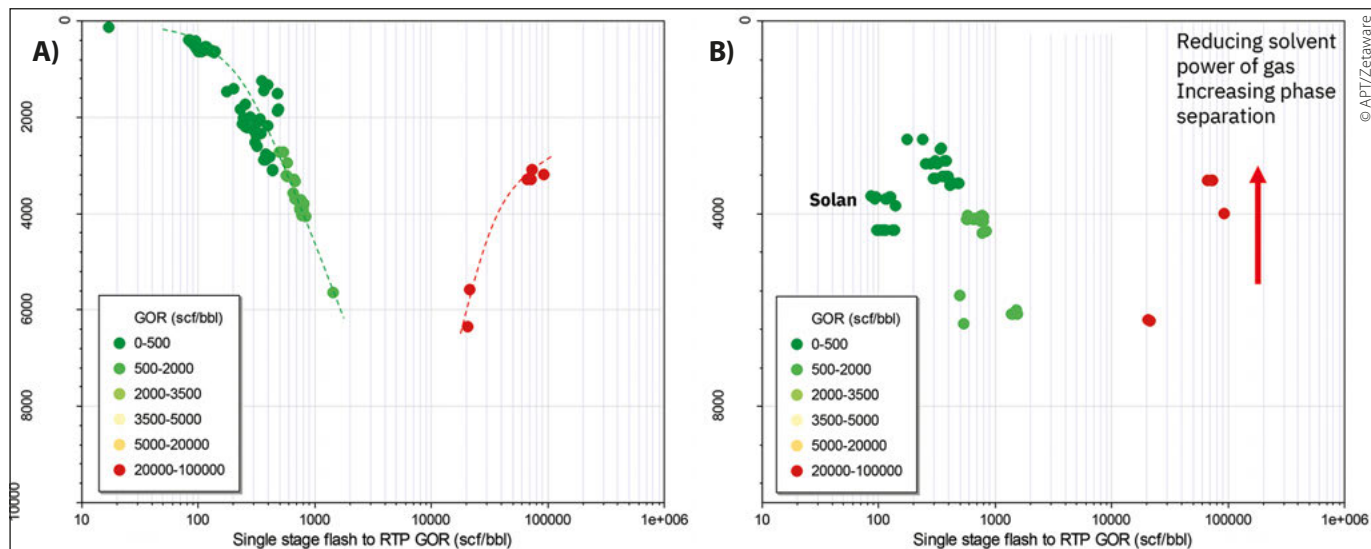 A)
0
2000
4000
6000
8000
10000
GOR (scf/bbl)
0-500
500-2000
2000-3500
3500-5000
5000-20000
20000-100000
10
100
1000
10000
100000
1e+006
Single stage flash to RTP GOR (scf/bbl)
B)
0
4000
8000
Reducing solvent
power of gas
Increasing phase
separation
Solan
GOR (scf/bbl)
0-500
500-2000
2000-3500
3500-5000
5000-20000
20000-100000
10
100
1000
10000
100000
1e+006
Single stage flash to RTP GOR (scf/bbl)
© APT/Zetaware